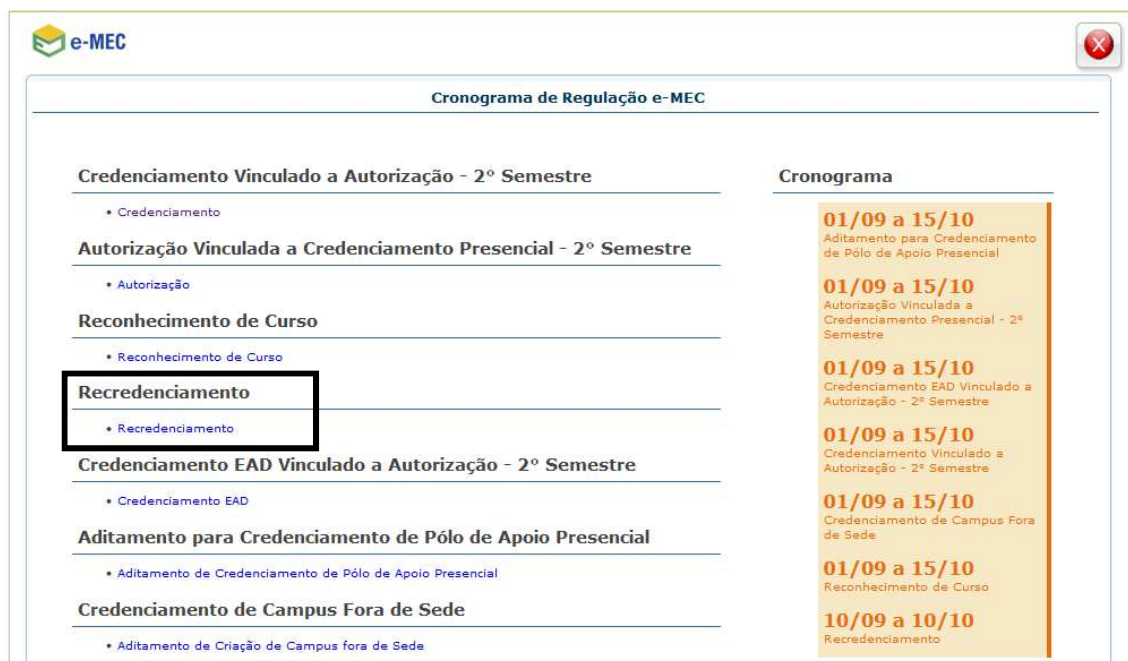 e-MEC
Cronograma de Regulação e-MEC
Credenciamento Vinculado a Autorização - 2º Semestre
• Credenciamento
Autorização Vinculada a Credenciamento Presencial - 2º Semestre
• Autorização
Reconhecimento de Curso
• Reconhecimento de Curso
Recredenciamento
• Recredenciamento
Credenciamento EAD Vinculado a Autorização - 2º Semestre
• Credenciamento EAD
Aditamento para Credenciamento de Pólo de Apoio Presencial
• Aditamento de Credenciamento de Pólo de Apoio Presencial
Credenciamento de Campus Fora de Sede
• Aditamento de Criação de Campus fora de Sede
Cronograma
01/09 a 15/10
Aditamento para Credenciamento
de Pólo de Apoio Presencial
01/09 a 15/10
Autorização Vinculada a
Credenciamento Presencial - 2º
Semestre
01/09 a 15/10
Credenciamento EAD Vinculado a
Autorização - 2º Semestre
01/09 a 15/10
Credenciamento Vinculado a
Autorização - 2º Semestre
01/09 a 15/10
Credenciamento de Campus Fora
de Sede
01/09 a 15/10
Reconhecimento de Curso
10/09 a 10/10
Recredenciamento